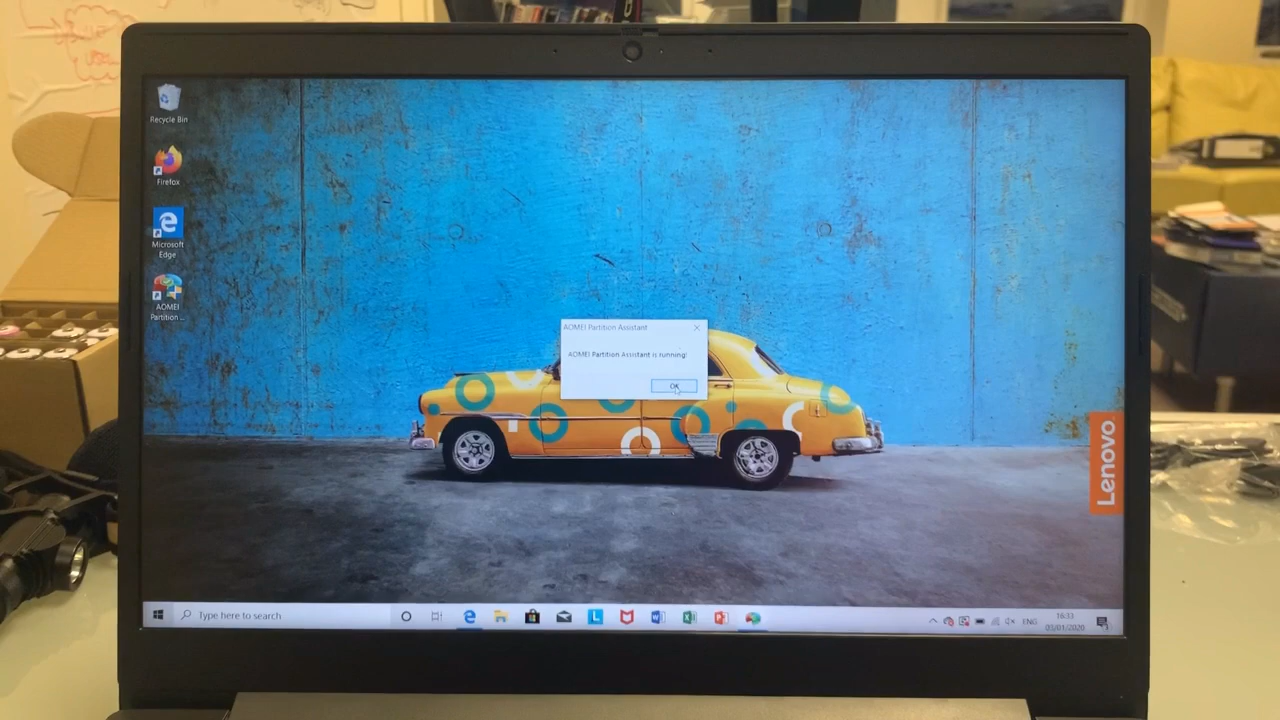 Recycle Bin
Firefox
Microsoft
Edge
AOMEI
Partition ...
AOMEI Partition Assistant
AOMEI Partition Assistant is running!
OK
Lenovo
Type here to search
ENG
16:33
05/01/2020